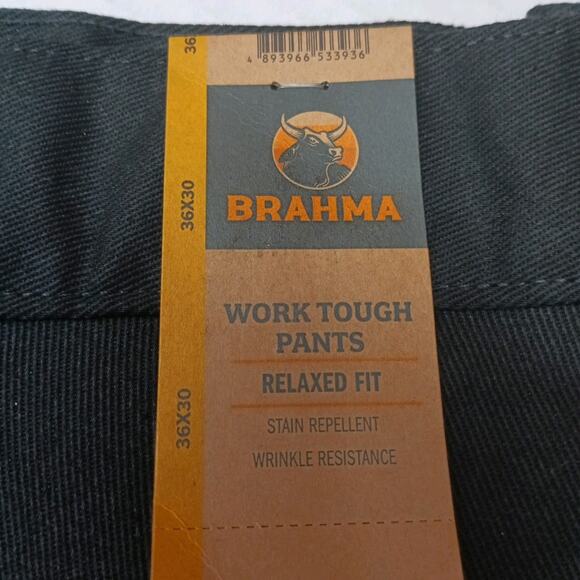 36
4 893966 533936
BRAHMA
36X30
WORK TOUGH
PANTS
RELAXED FIT
36X30
STAIN REPELLENT
WRINKLE RESISTANCE